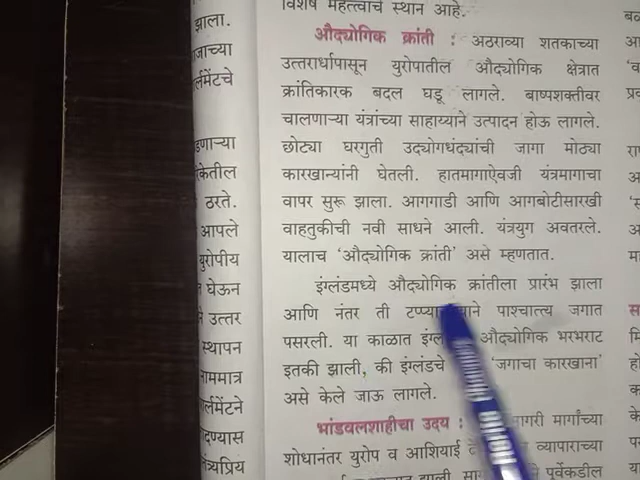 झाला.
र्लमेंटचे
ठरते.
आपले
युरोपीय
घेऊन
उत्तर
स्थापन
नाममात्र
र्लमेंटने
विशेष महत्त्वाचे स्थान आहे.
औद्योगिक क्रांती : अठराव्या शतकाच्या
उत्तरार्धापासून युरोपातील औद्योगिक क्षेत्रात
क्रांतिकारक बदल घडू लागले. बाष्पशक्तीवर
चालणाऱ्या यंत्रांच्या साहाय्याने उत्पादन होऊ लागले.
छोट्या घरगुती उद्योगधंद्यांची जागा मोठ्या
कारखान्यांनी घेतली. हातमागाऐवजी यंत्रमागाचा
वापर सुरू झाला. आगगाडी आणि आगबोटीसारखी
वाहतुकीची नवी साधने आली. यंत्रयुग अवतरले.
यालाच ‘औद्योगिक क्रांती’ असे म्हणतात.
इंग्लंडमध्ये औद्योगिक क्रांतीला प्रारंभ झाला
आणि नंतर ती पाश्चात्त्य जगात
पसरली. या काळात औद्योगिक भरभराट
इतकी झाली, की इंग्लंडचे ‘जगाचा कारखाना’
असे केले जाऊ लागले.
भांडवलशाहीचा उदय : मार्गांच्या
शोधानंतर युरोप व आशियाई व्यापाराच्या
पूर्वेकडील